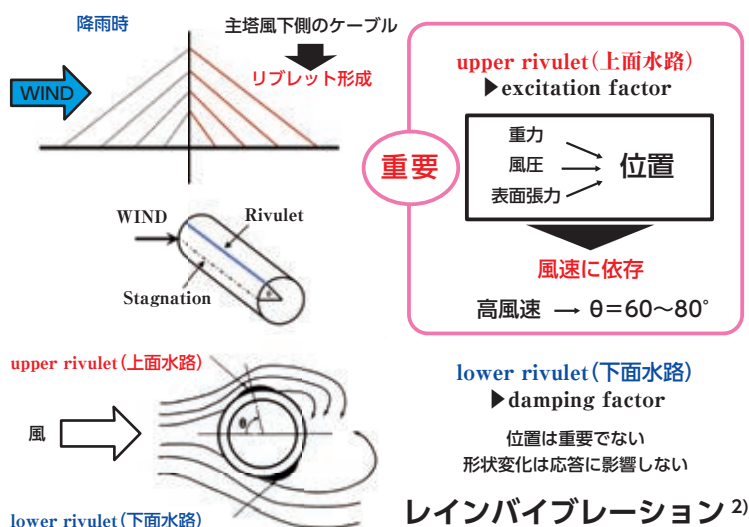 降雨時
主塔風下側のケーブル
リブレット形成
WIND
WIND
Rivulet
Stagnation
upper rivulet(上面水路)
風
θ
lower rivulet(下面水路)
重要
upper rivulet(上面水路)
▶excitation factor
重力
風圧
表面張力
位置
風速に依存
高風速 → θ=60〜80°
lower rivulet(下面水路)
▶damping factor
位置は重要でない
形状変化は応答に影響しない
レインバイブレーション 2)